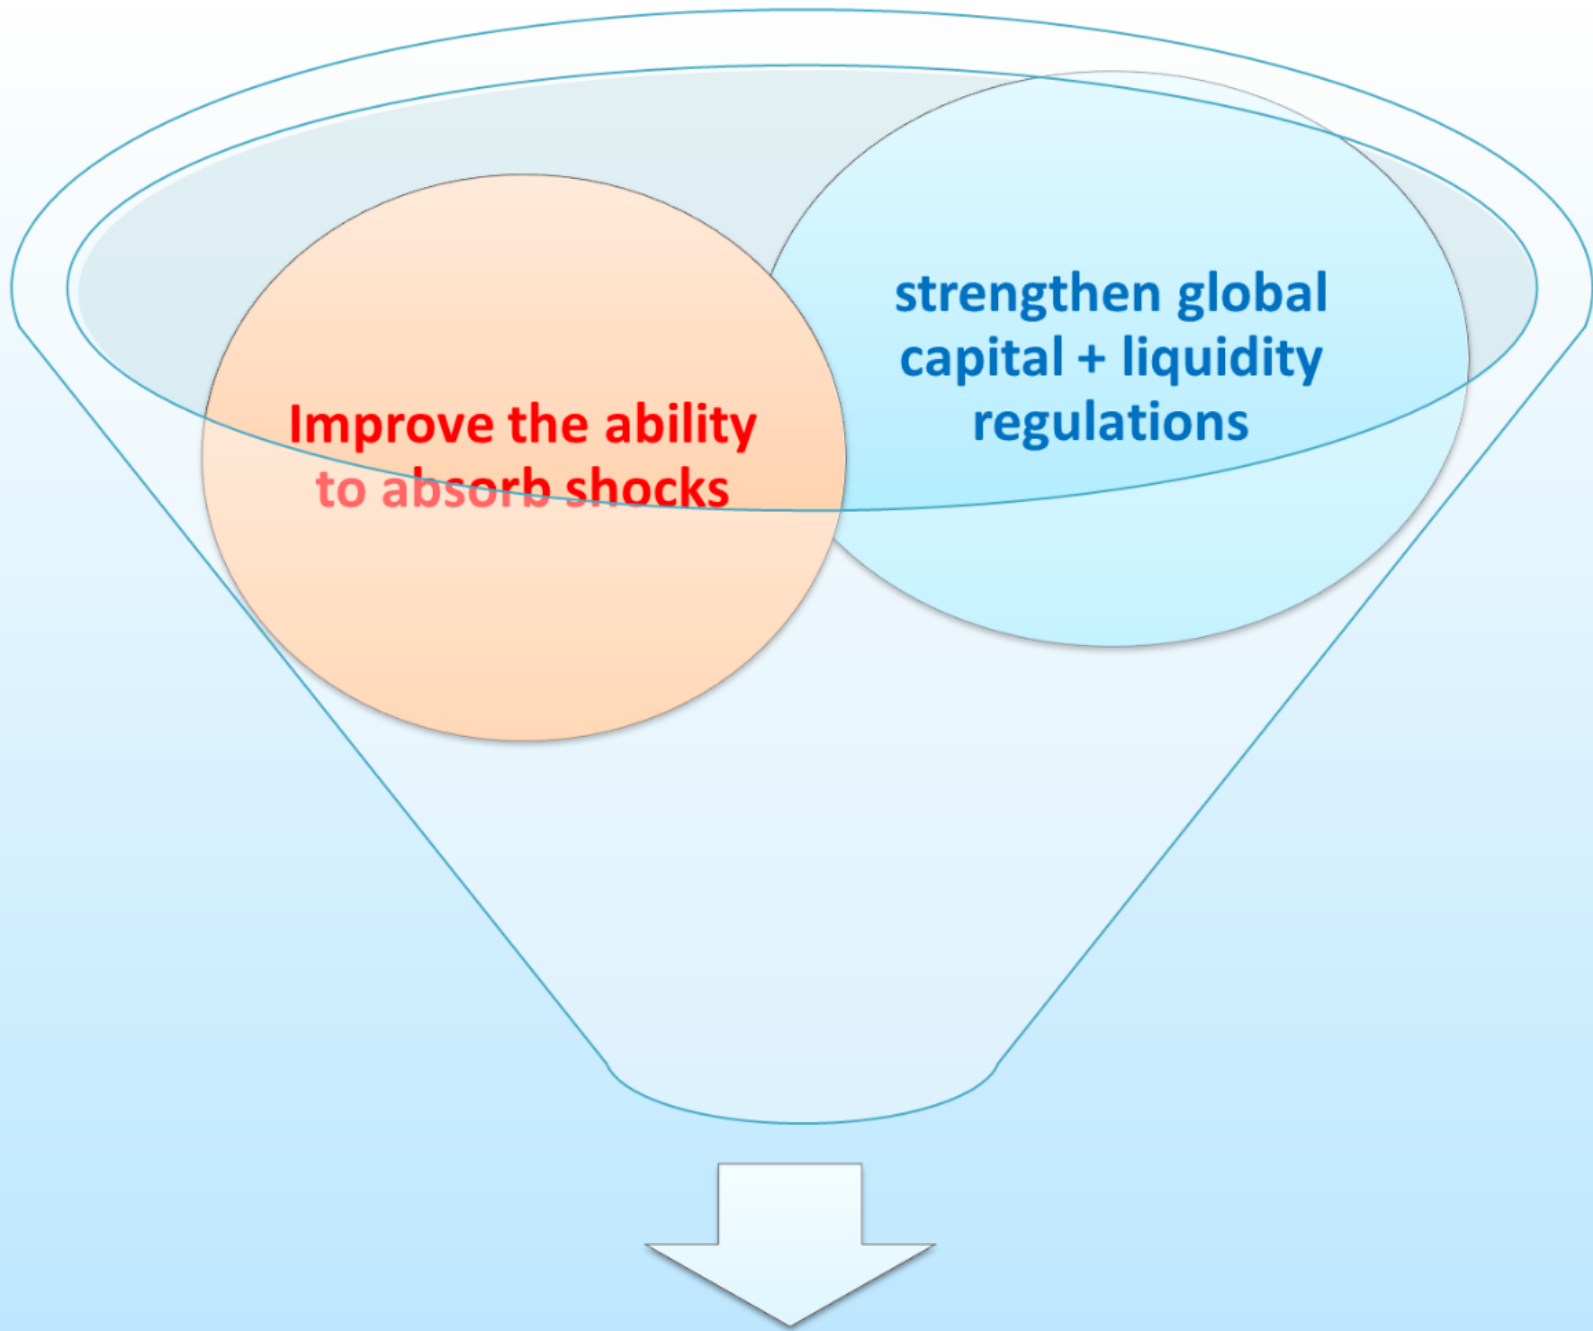 Improve the ability
to absorb shocks
strengthen global
capital + liquidity
regulations